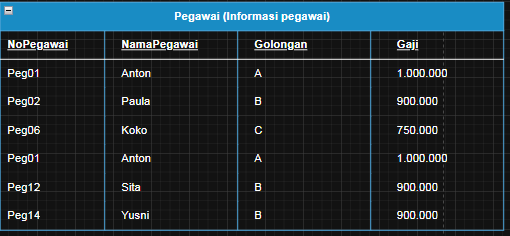 Pegawai (Informasi pegawai)
NoPegawai NamaPegawai Golongan Gaji
Peg01 Anton A 1.000.000
Peg02 Paula B 900.000
Peg06 Koko C 750.000
Peg01 Anton A 1.000.000
Peg12 Sita B 900.000
Peg14 Yusni B 900.000